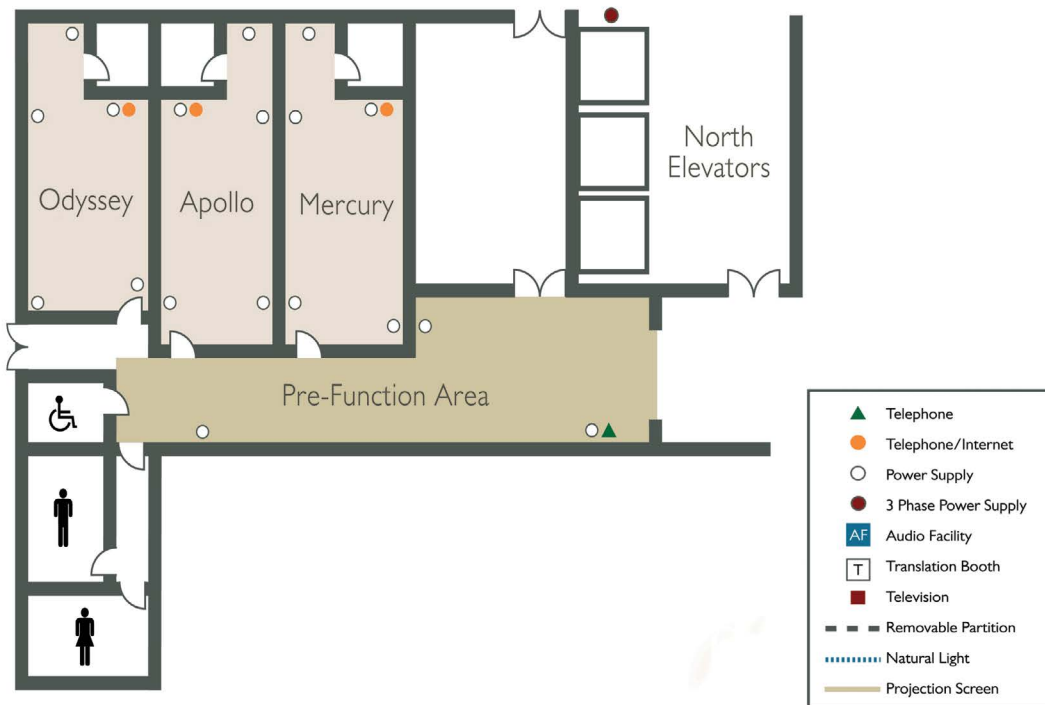 Odyssey
Apollo
Mercury
North
Elevators
Pre-Function Area
Telephone
Telephone/Internet
Power Supply
3 Phase Power Supply
AF
Audio Facility
T
Translation Booth
Television
Removable Partition
Natural Light
Projection Screen